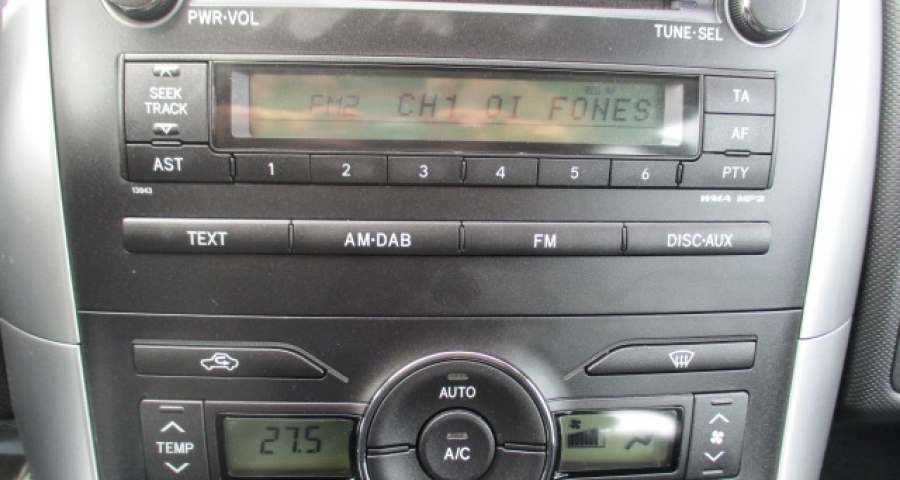 PWR·VOL
TUNE·SEL
SEEK
TRACK
FM2 CH1 OI FONES
TA
AF
AST
1 2 3 4 5 6
PTY
13943
WMA MP3
TEXT
AM·DAB
FM
DISC·AUX
AUTO
TEMP
27.5
A/C